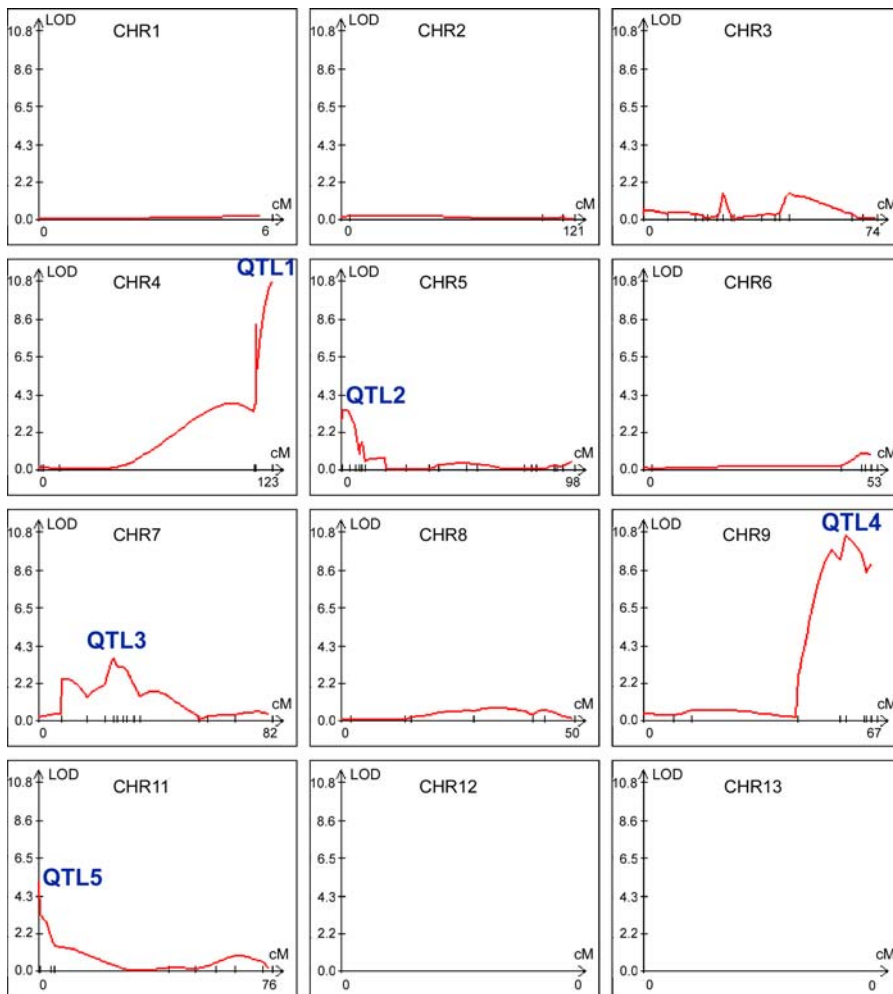 LOD
CHR1
10.8
8.6
6.5
4.3
2.2
0.0
cM
0 6
LOD
CHR2
10.8
8.6
6.5
4.3
2.2
0.0
cM
0 121
LOD
CHR3
10.8
8.6
6.5
4.3
2.2
0.0
cM
0 74
LOD QTL1
CHR4
10.8
8.6
6.5
4.3
2.2
0.0
cM
0 123
LOD
CHR5
10.8
8.6
6.5
4.3
QTL2
2.2
0.0
cM
0 98
LOD
CHR6
10.8
8.6
6.5
4.3
2.2
0.0
cM
0 53
LOD
CHR7
10.8
8.6
6.5
4.3
QTL3
2.2
0.0
cM
0 82
LOD
CHR8
10.8
8.6
6.5
4.3
2.2
0.0
cM
0 50
LOD QTL4
CHR9
10.8
8.6
6.5
4.3
2.2
0.0
cM
0 67
LOD
CHR11
10.8
8.6
6.5
QTL5
4.3
2.2
0.0
cM
0 76
LOD
CHR12
10.8
8.6
6.5
4.3
2.2
0.0
cM
0 0
LOD
CHR13
10.8
8.6
6.5
4.3
2.2
0.0
cM
0 0